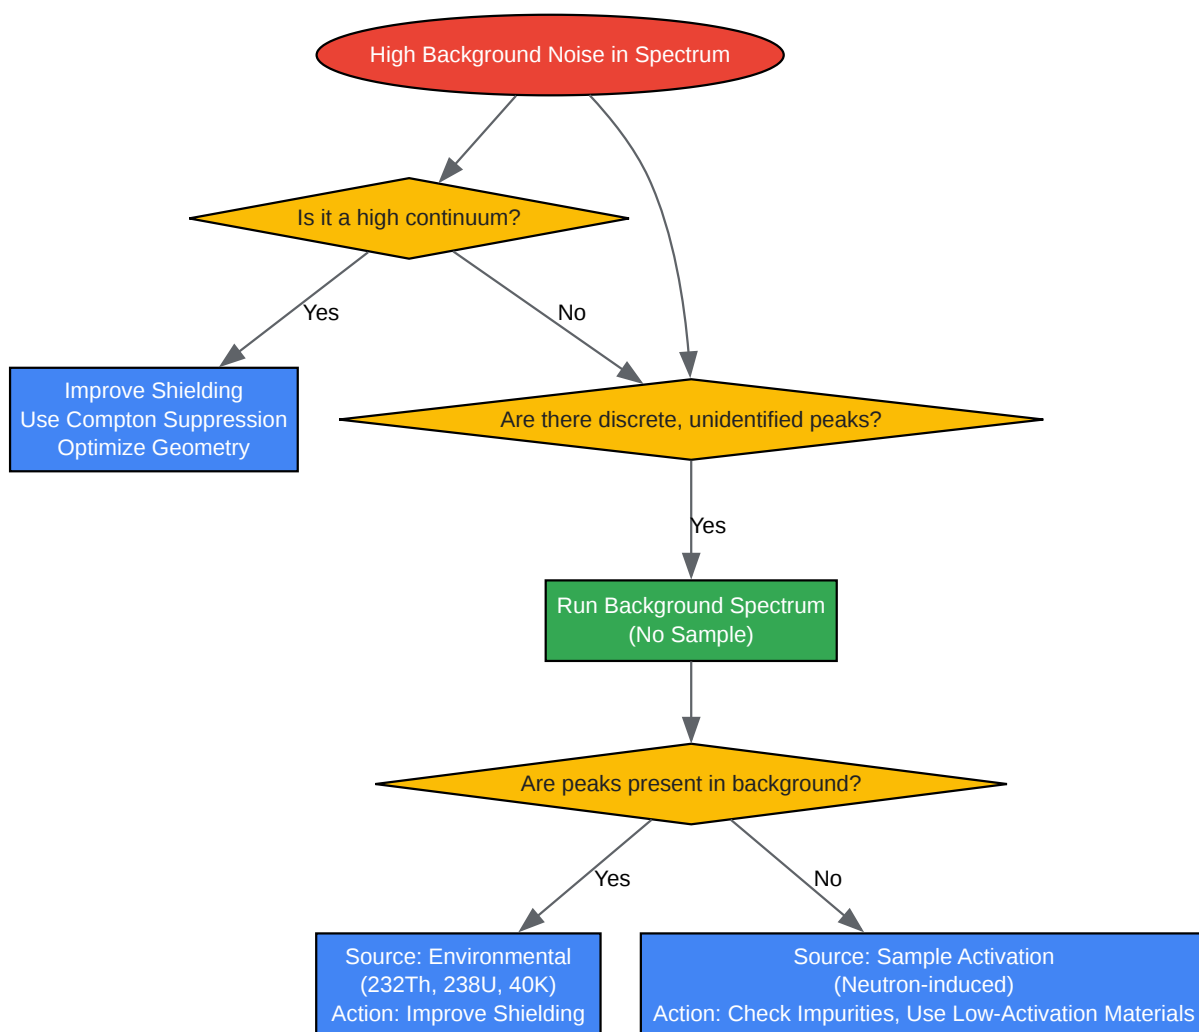 High Background Noise in Spectrum
Is it a high continuum?
Yes
No
Improve Shielding
Use Compton Suppression
Optimize Geometry
Are there discrete, unidentified peaks?
Yes
Run Background Spectrum
(No Sample)
Are peaks present in background?
Yes
No
Source: Environmental
(232Th, 238U, 40K)
Action: Improve Shielding
Source: Sample Activation
(Neutron-induced)
Action: Check Impurities, Use Low-Activation Materials